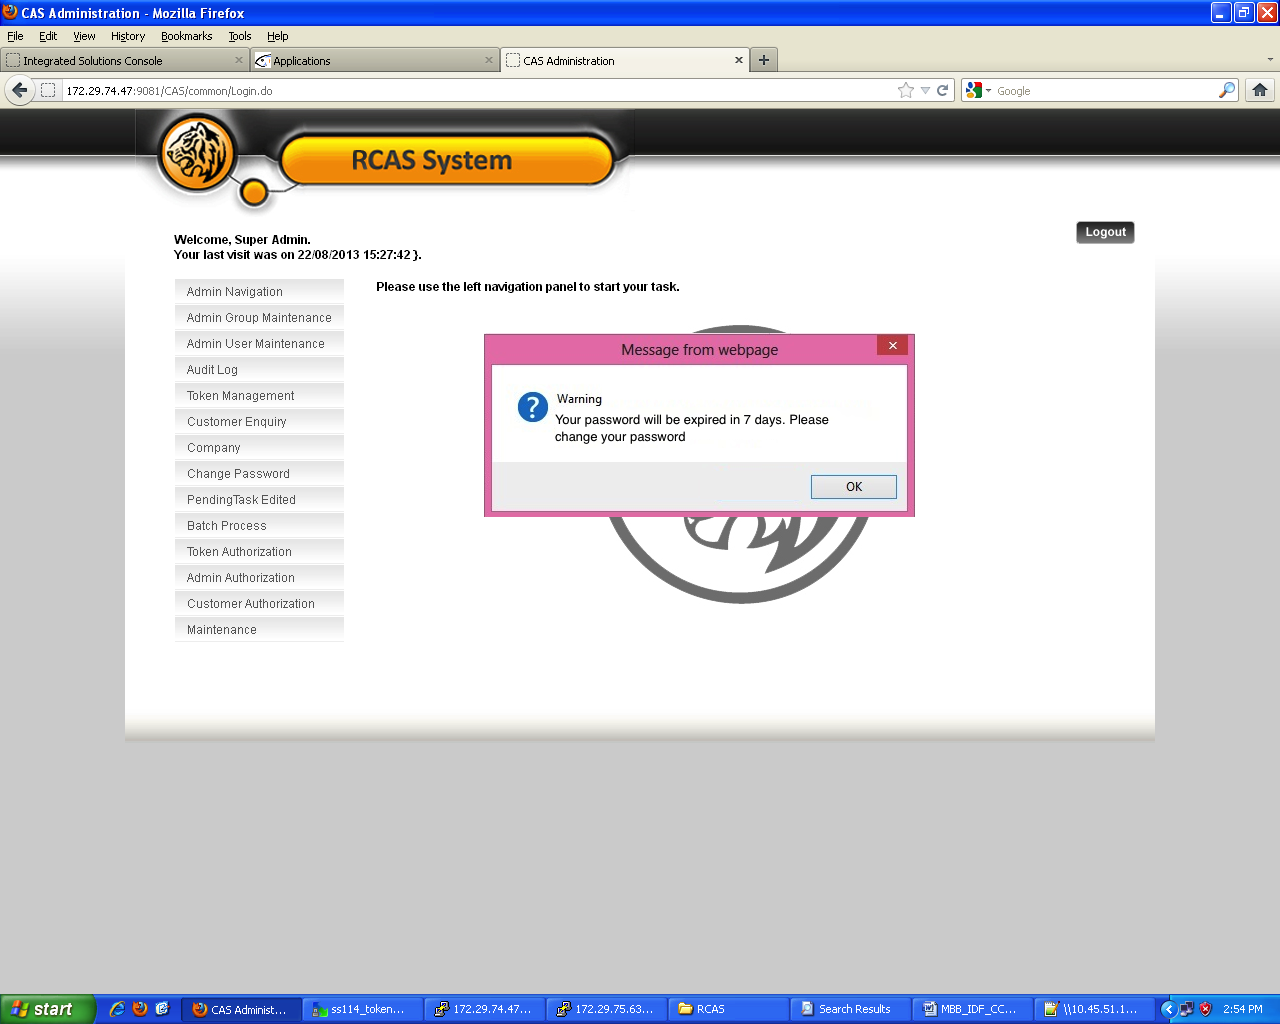 CAS Administration - Mozilla Firefox
File Edit View History Bookmarks Tools Help
Integrated Solutions Console
Applications
CAS Administration
172.29.74.47:9081/CAS/common/Login.do
Google
RCAS System
Logout
Welcome, Super Admin.
Your last visit was on 22/08/2013 15:27:42 }.
Please use the left navigation panel to start your task.
Admin Navigation
Admin Group Maintenance
Admin User Maintenance
Audit Log
Token Management
Customer Enquiry
Company
Change Password
PendingTask Edited
Batch Process
Token Authorization
Admin Authorization
Customer Authorization
Maintenance
Message from webpage
Warning
Your password will be expired in 7 days. Please
change your password
OK
start
CAS Administ...
ss114_token...
172.29.74.47...
172.29.75.63...
RCAS
Search Results
MBB_IDF_CC...
\\10.45.51.1...
2:54 PM